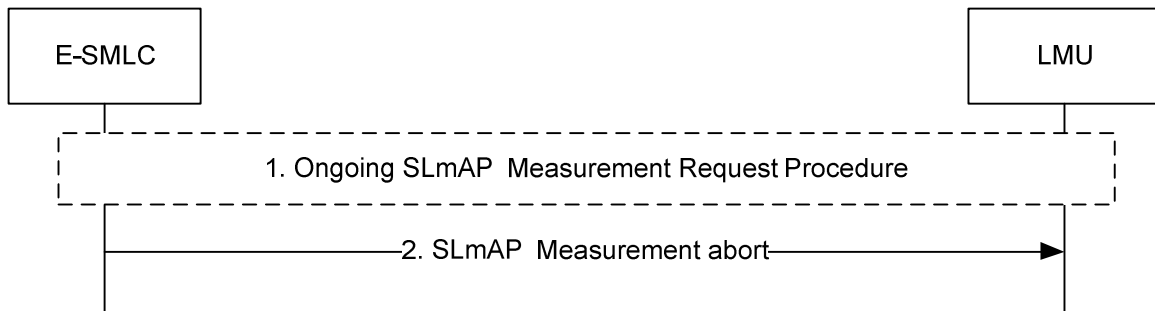 E-SMLC
LMU
1. Ongoing SLmAP Measurement Request Procedure
2. SLmAP Measurement abort